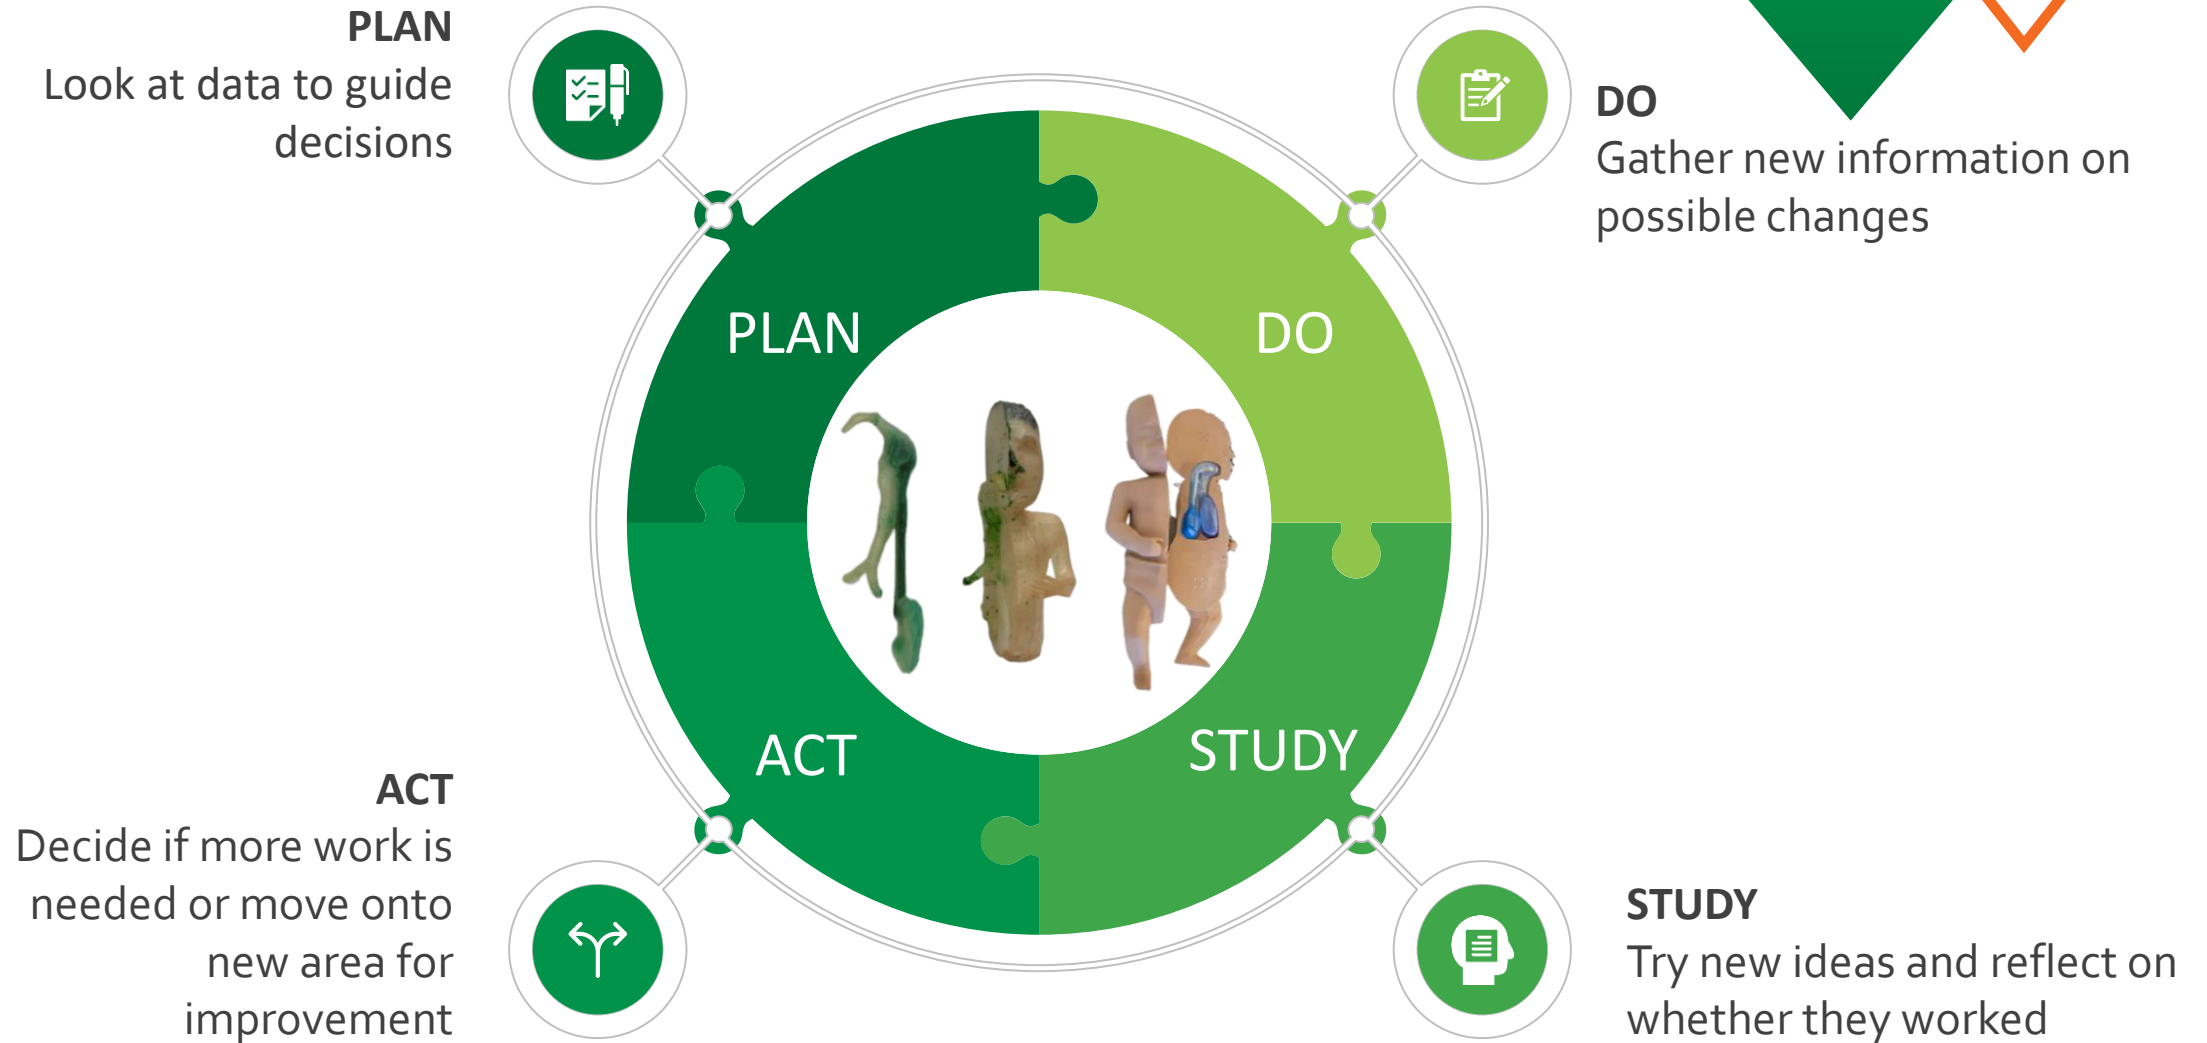 PLAN
Look at data to guide
decisions
DO
Gather new information on
possible changes
PLAN
DO
ACT
STUDY
ACT
Decide if more work is
needed or move onto
new area for
improvement
STUDY
Try new ideas and reflect on
whether they worked